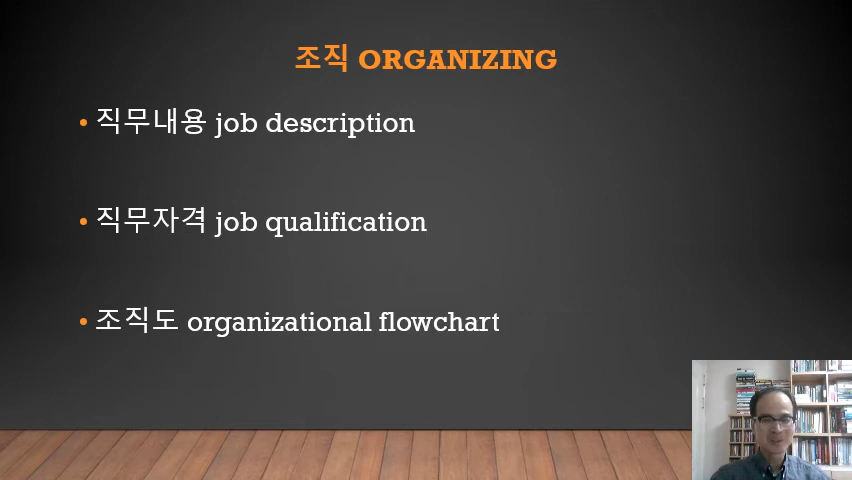 조직 ORGANIZING
• 직무내용 job description
• 직무자격 job qualification
• 조직도 organizational flowchart